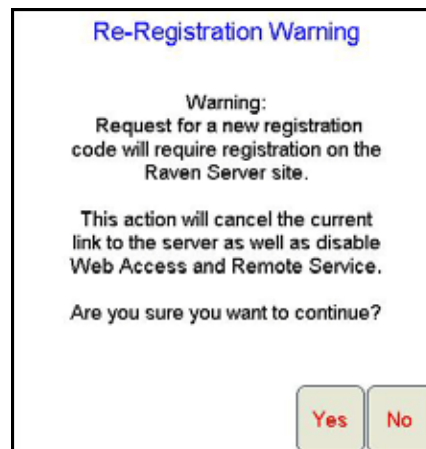 Re-Registration Warning
Warning:
Request for a new registration
code will require registration on the
Raven Server site.
This action will cancel the current
link to the server as well as disable
Web Access and Remote Service.
Are you sure you want to continue?
Yes No